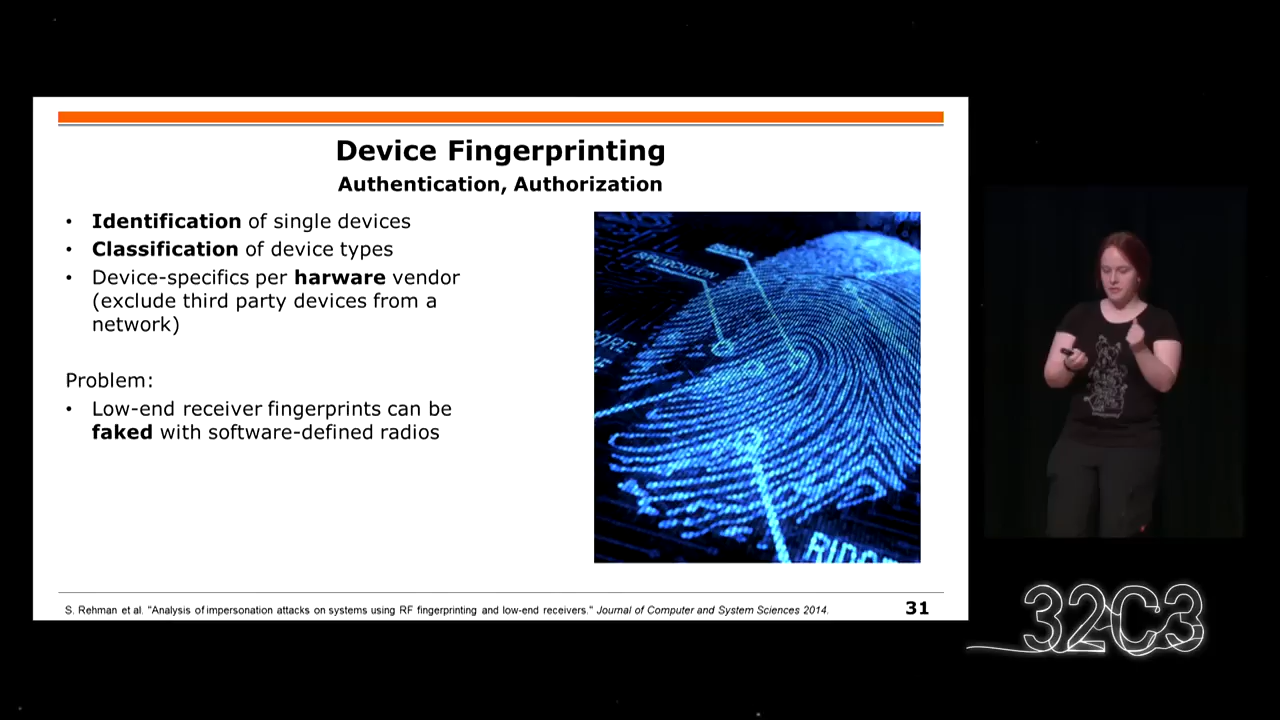 Device Fingerprinting
Authentication, Authorization
• Identification of single devices
• Classification of device types
• Device-specifics per harware vendor
(exclude third party devices from a
network)
Problem:
• Low-end receiver fingerprints can be
faked with software-defined radios
BIFURCATION
S. Rehman et al. "Analysis of impersonation attacks on systems using RF fingerprinting and low-end receivers." Journal of Computer and System Sciences 2014.
31
32C3